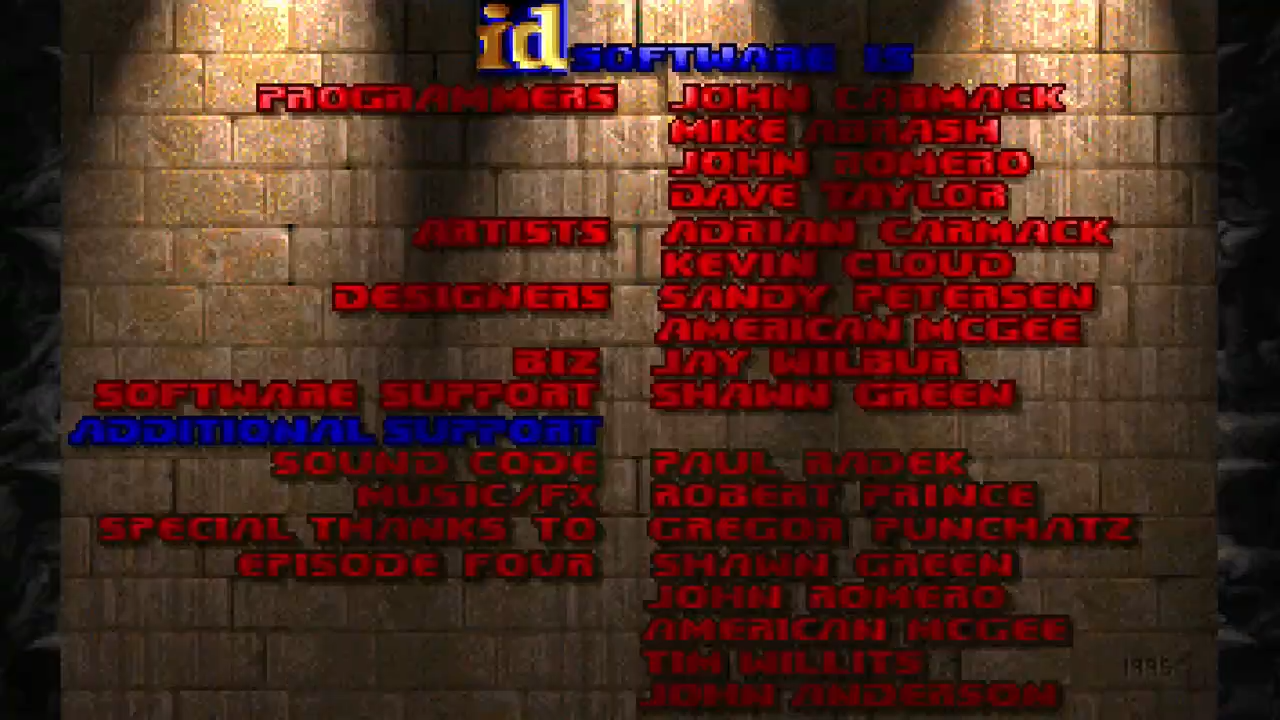 id SOFTWARE IS
PROGRAMMERS JOHN CARMACK
MIKE ABRASH
JOHN ROMERO
DAVE TAYLOR
ARTISTS ADRIAN CARMACK
KEVIN CLOUD
DESIGNERS SANDY PETERSEN
AMERICAN MCGEE
BIZ JAY WILBUR
SOFTWARE SUPPORT SHAWN GREEN
ADDITIONAL SUPPORT
SOUND CODE PAUL RADEK
MUSIC/FX ROBERT PRINCE
SPECIAL THANKS TO GREGOR PUNCHATZ
EPISODE FOUR SHAWN GREEN
JOHN ROMERO
AMERICAN MCGEE
TIM WILLITS
1995
JOHN ANDERSON